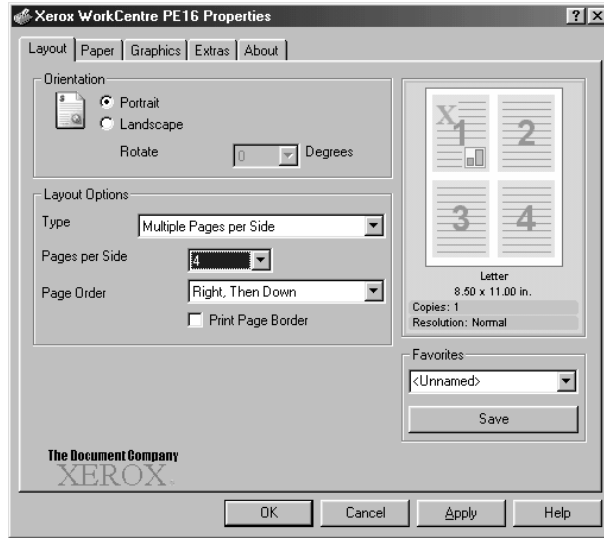 Xerox WorkCentre PE16 Properties
Layout Paper Graphics Extras About
Orientation
Portrait
Landscape
Rotate 0 Degrees
Layout Options
Type Multiple Pages per Side
Pages per Side 4
Page Order Right, Then Down
Print Page Border
X
1 2
3 4
Letter
8.50 x 11.00 in.
Copies: 1
Resolution: Normal
Favorites
<Unnamed>
Save
The Document Company
XEROX
OK Cancel Apply Help